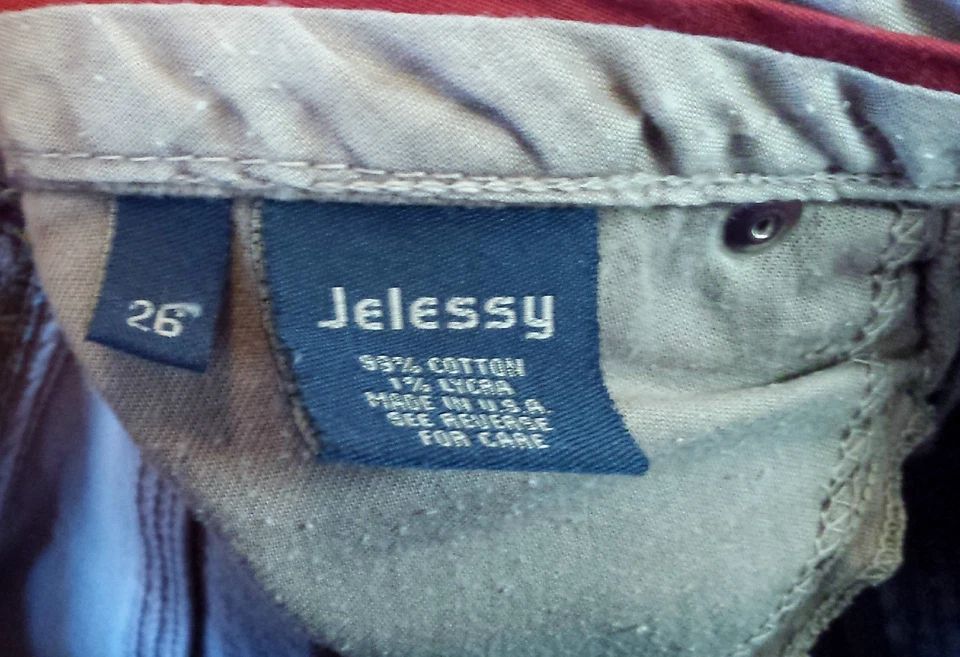 26"
Jelessy
99% COTTON
1% LYCRA
MADE IN U.S.A.
SEE REVERSE
FOR CARE